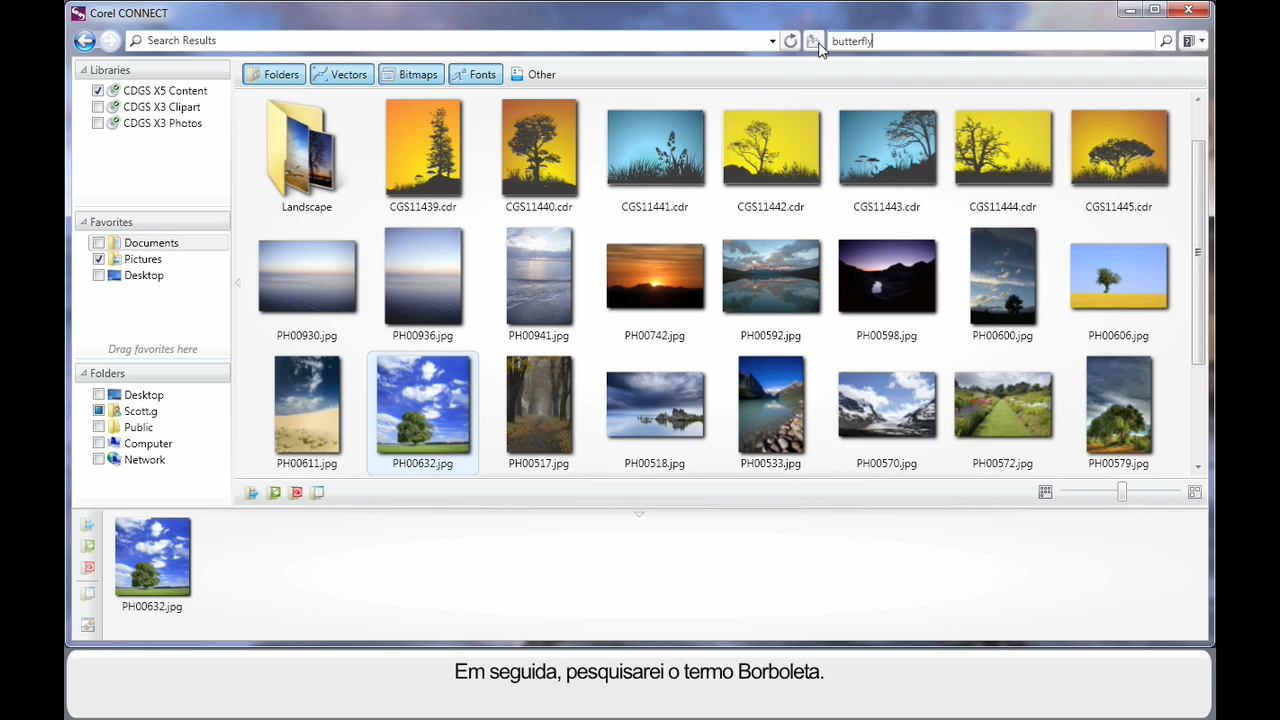 Corel CONNECT
Search Results
butterfly
Libraries
CDGS X5 Content
CDGS X3 Clipart
CDGS X3 Photos
Favorites
Documents
Pictures
Desktop
Drag favorites here
Folders
Desktop
Scott.g
Public
Computer
Network
Folders Vectors Bitmaps Fonts Other
Landscape CGS11439.cdr CGS11440.cdr CGS11441.cdr CGS11442.cdr CGS11443.cdr CGS11444.cdr CGS11445.cdr
PH00930.jpg PH00936.jpg PH00941.jpg PH00742.jpg PH00592.jpg PH00598.jpg PH00600.jpg PH00606.jpg
PH00611.jpg PH00632.jpg PH00517.jpg PH00518.jpg PH00533.jpg PH00570.jpg PH00572.jpg PH00579.jpg
PH00632.jpg
Em seguida, pesquisarei o termo Borboleta.